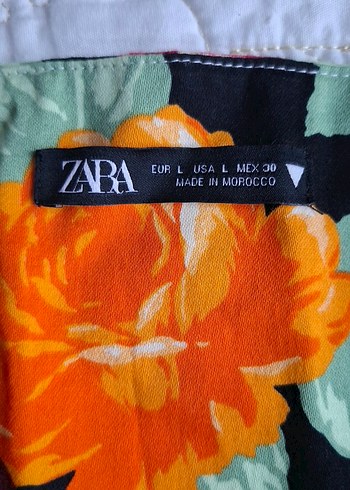 ZARA
EUR L USA L MEX 30
MADE IN MOROCCO